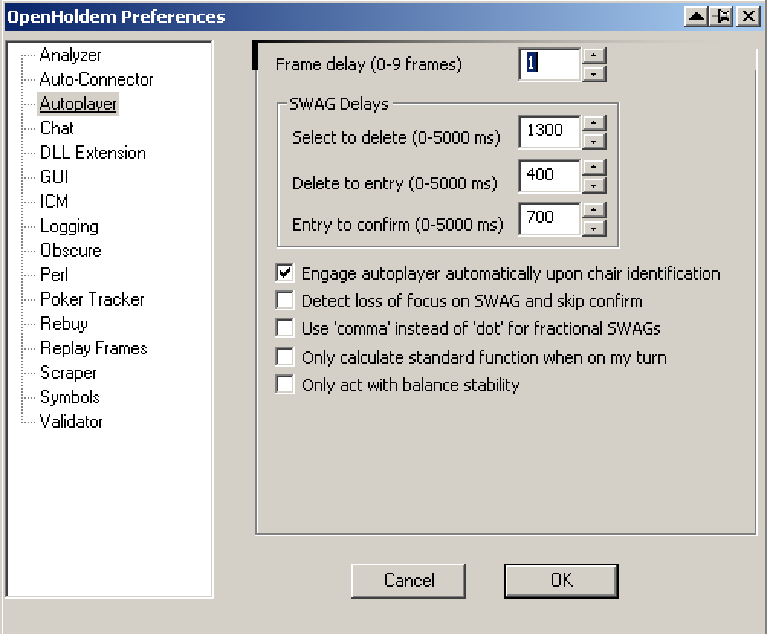 OpenHoldem Preferences
Analyzer
Auto-Connector
Autoplayer
Chat
DLL Extension
GUI
ICM
Logging
Obscure
Perl
Poker Tracker
Rebuy
Replay Frames
Scraper
Symbols
Validator
Frame delay (0-9 frames) 1
SWAG Delays
Select to delete (0-5000 ms) 1300
Delete to entry (0-5000 ms) 400
Entry to confirm (0-5000 ms) 700
Engage autoplayer automatically upon chair identification
Detect loss of focus on SWAG and skip confirm
Use 'comma' instead of 'dot' for fractional SWAGs
Only calculate standard function when on my turn
Only act with balance stability
Cancel OK